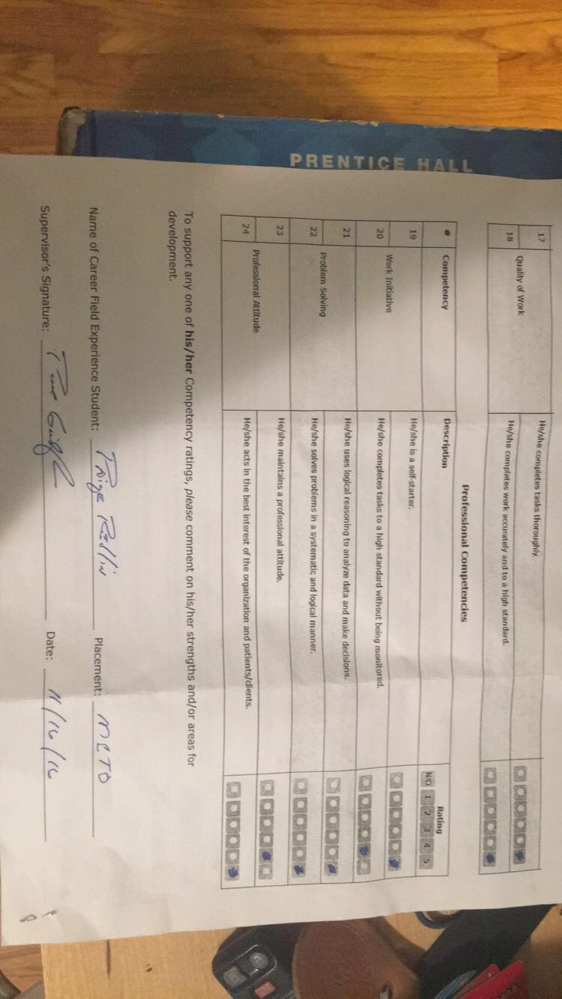 PRENTICE HALL
17 He/she completes tasks thoroughly.
Quality of Work
18 He/she completes work accurately and to a high standard.
Professional Competencies
# Competency Description Rating
N/O 1 2 3 4 5
19 He/she is a self-starter.
Work Initiative
20 He/she completes tasks to a high standard without being monitored.
21 He/she uses logical reasoning to analyze data and make decisions.
Problem Solving
22 He/she solves problems in a systematic and logical manner.
23 He/she maintains a professional attitude.
Professional Attitude
24 He/she acts in the best interest of the organization and patients/clients.
To support any one of his/her Competency ratings, please comment on his/her strengths and/or areas for
development.
Name of Career Field Experience Student: Paige Rollin Placement: MCTO
Supervisor's Signature: Date: 11/16/16